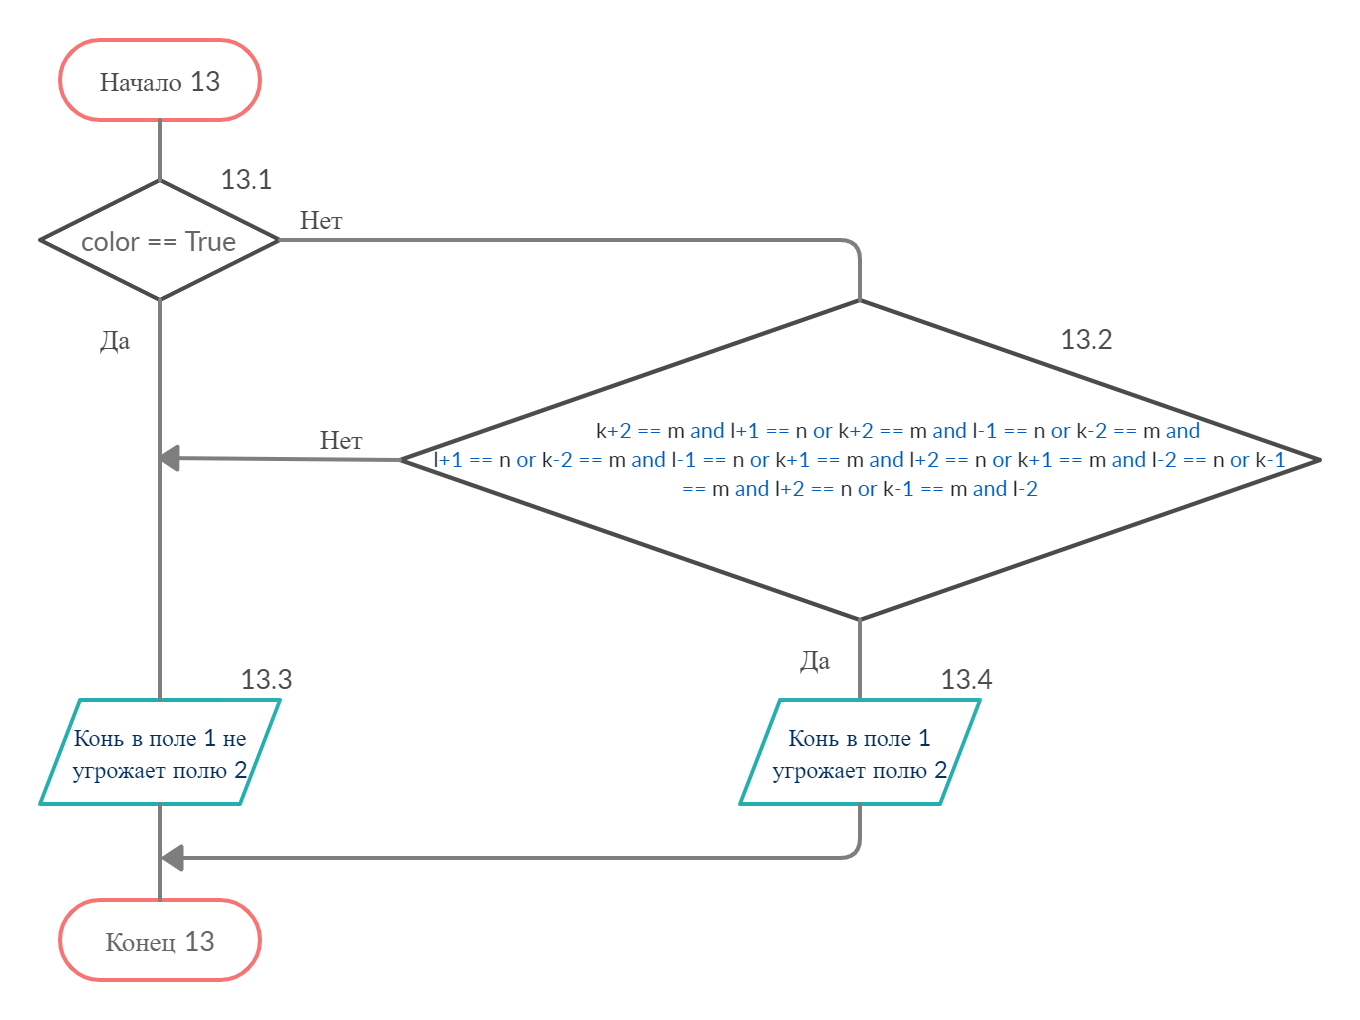 Начало 13
13.1
color == True
Нет
Да
13.2
k+2 == m and l+1 == n or k+2 == m and l-1 == n or k-2 == m and
l+1 == n or k-2 == m and l-1 == n or k+1 == m and l+2 == n or k+1 == m and l-2 == n or k-1
== m and l+2 == n or k-1 == m and l-2
Нет
Да
13.3
Конь в поле 1 не
угрожает полю 2
13.4
Конь в поле 1
угрожает полю 2
Конец 13